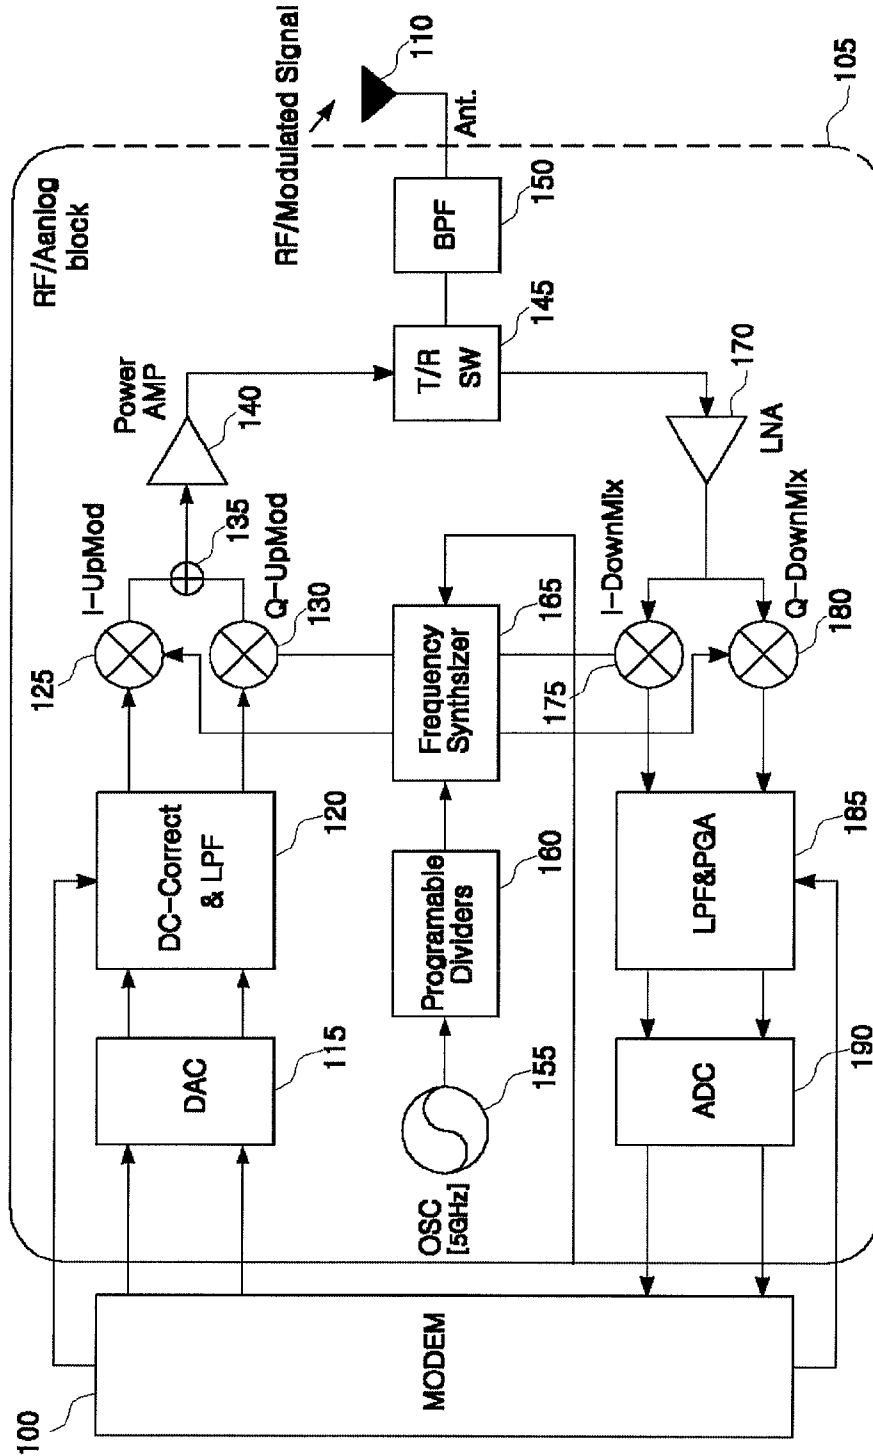 RF/Aanlog
block
RF/Modulated Signal
110
Ant.
105
BPF
150
T/R
SW
145
Power
AMP
140
170
LNA
I-UpMod
135
Q-UpMod
125
130
I-DownMix
Q-DownMix
175
180
Frequency
Synthsizer
165
DC-Correct
& LPF
120
Programable
Dividers
160
LPF&PGA
185
DAC
115
OSC
[5GHz]
155
ADC
190
100
MODEM